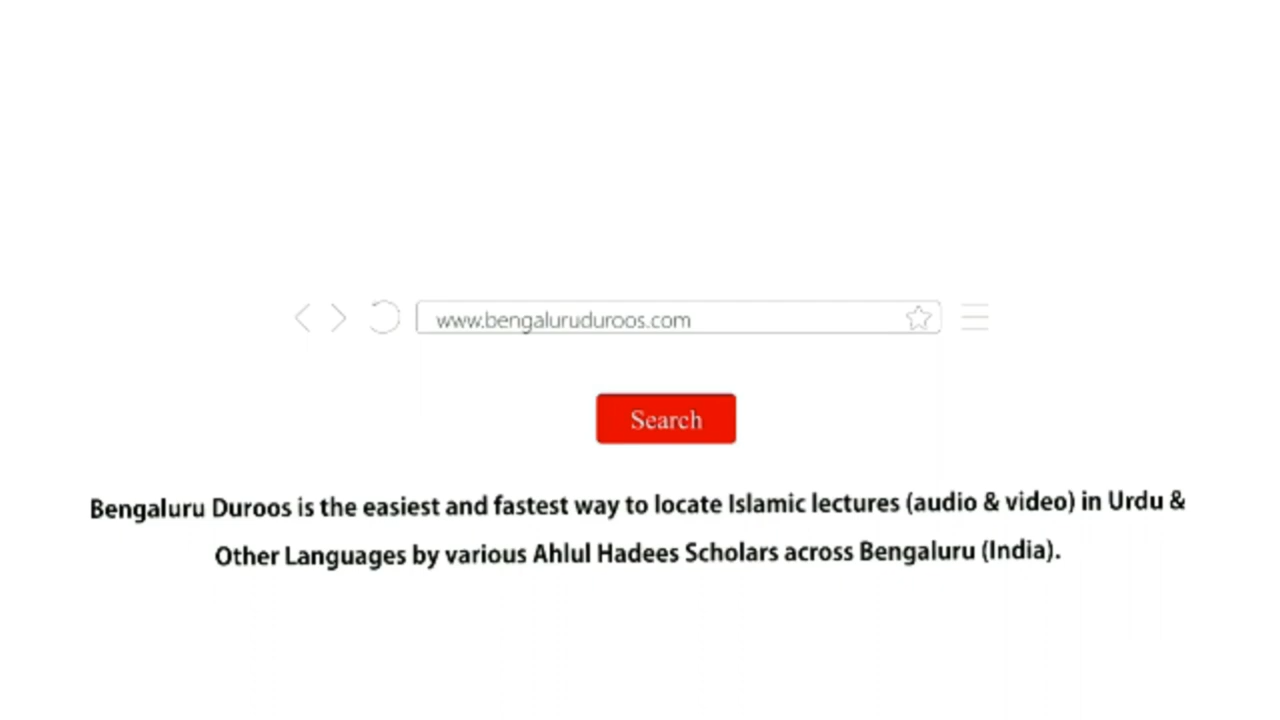 www.bengaluruduroos.com
Search
Bengaluru Duroos is the easiest and fastest way to locate Islamic lectures (audio & video) in Urdu &
Other Languages by various Ahlul Hadees Scholars across Bengaluru (India).